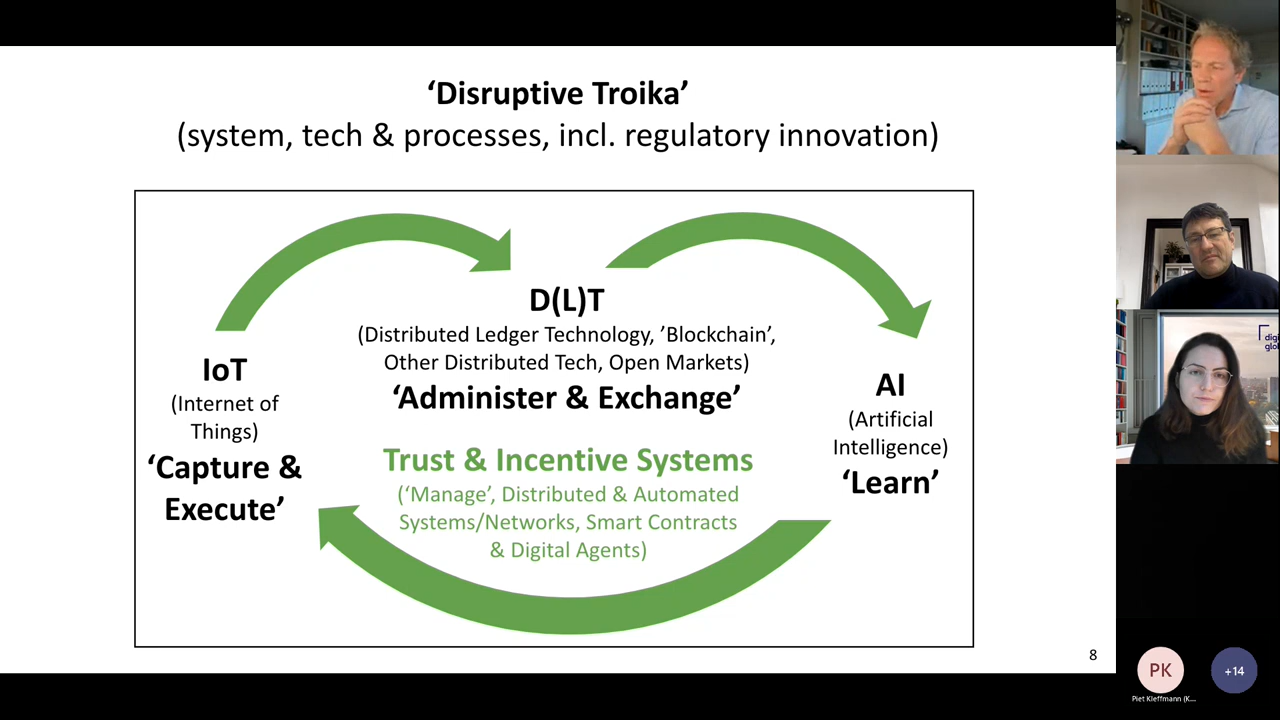 ‘Disruptive Troika’
(system, tech & processes, incl. regulatory innovation)
D(L)T
(Distributed Ledger Technology, ’Blockchain’,
Other Distributed Tech, Open Markets)
‘Administer & Exchange’
IoT
(Internet of
Things)
‘Capture &
Execute’
AI
(Artificial
Intelligence)
‘Learn’
Trust & Incentive Systems
(‘Manage’, Distributed & Automated
Systems/Networks, Smart Contracts
& Digital Agents)
8
digi
glo
PK
+14
Piet Kleffmann (K...